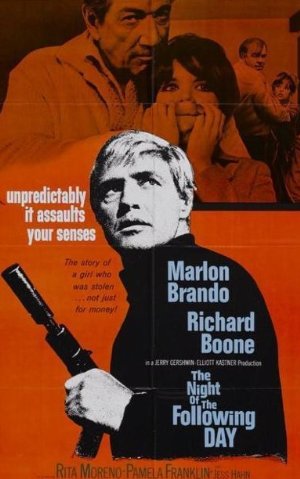 unpredictably
it assaults
your senses
The story of
a girl who
was stolen
...not just
for money!
Marlon
Brando
Richard
Boone
in a JERRY GERSHWIN-ELLIOTT KASTNER Production
The
Night
Of The
Following
DAY
RITA MORENO-PAMELA FRANKLIN JESS HAHN